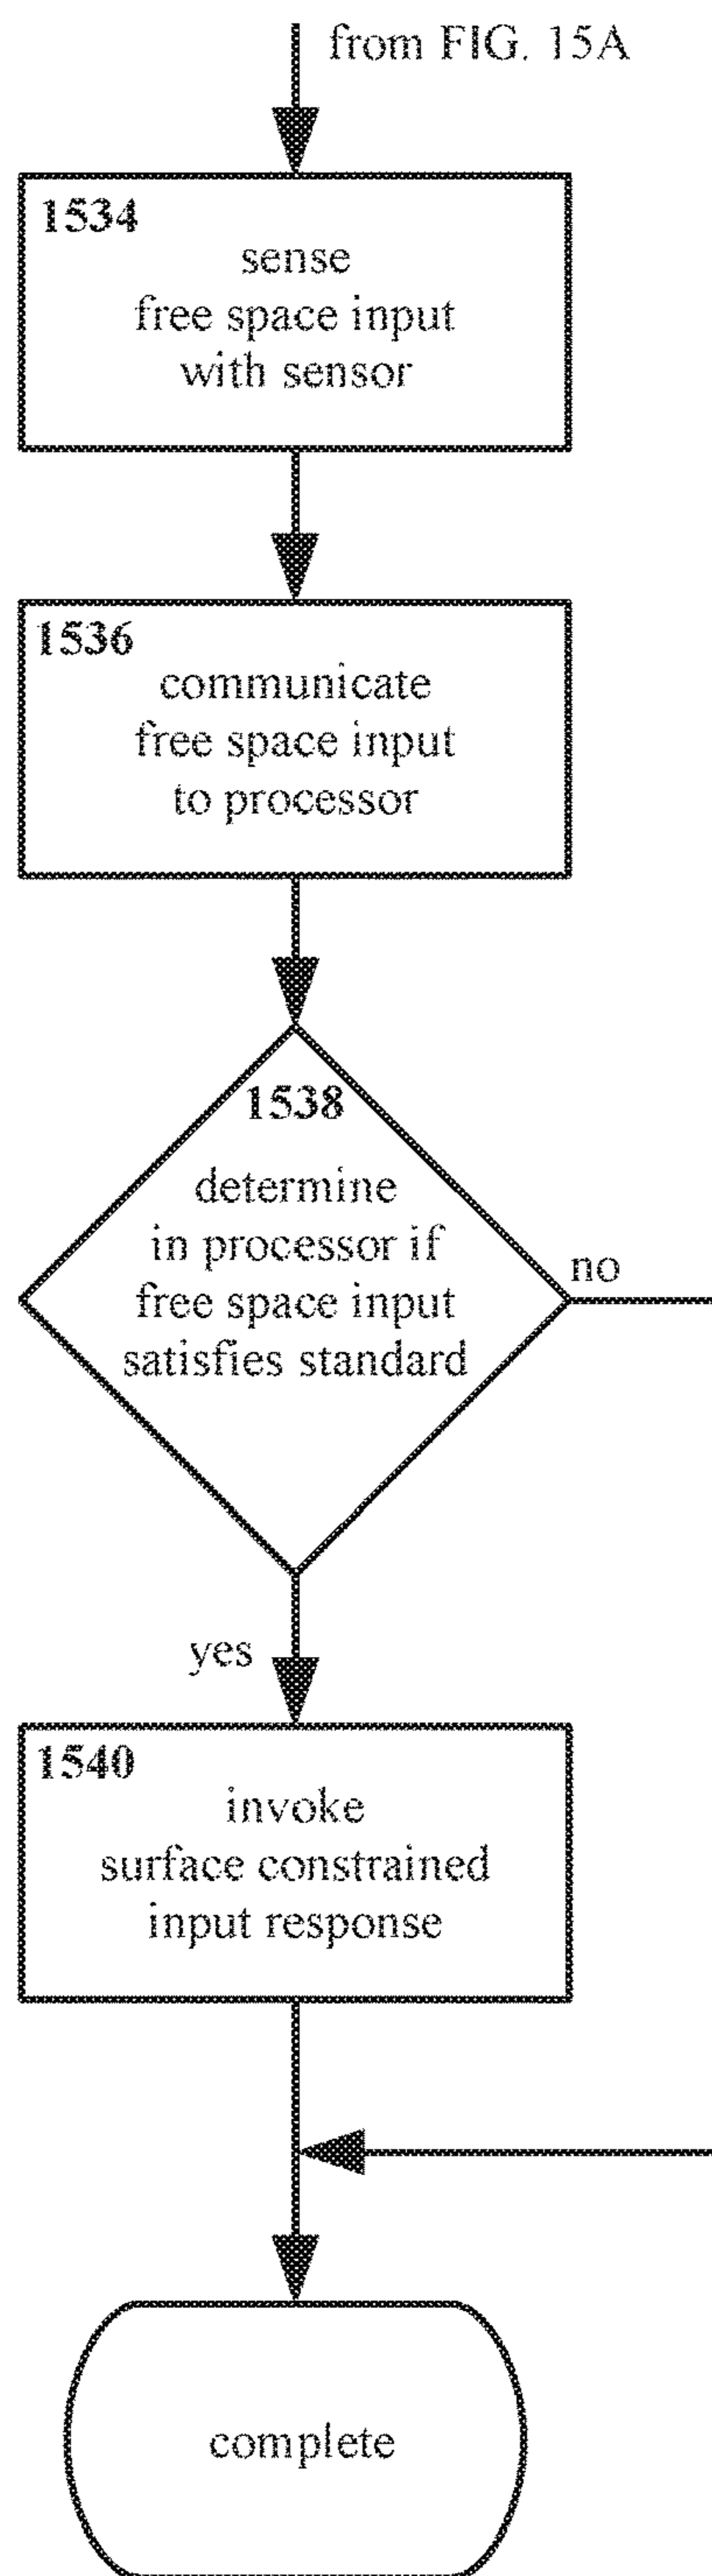 from FIG. 15A
1534
sense
free space input
with sensor
1536
communicate
free space input
to processor
1538
determine
in processor if
free space input
satisfies standard
no
yes
1540
invoke
surface constrained
input response
complete